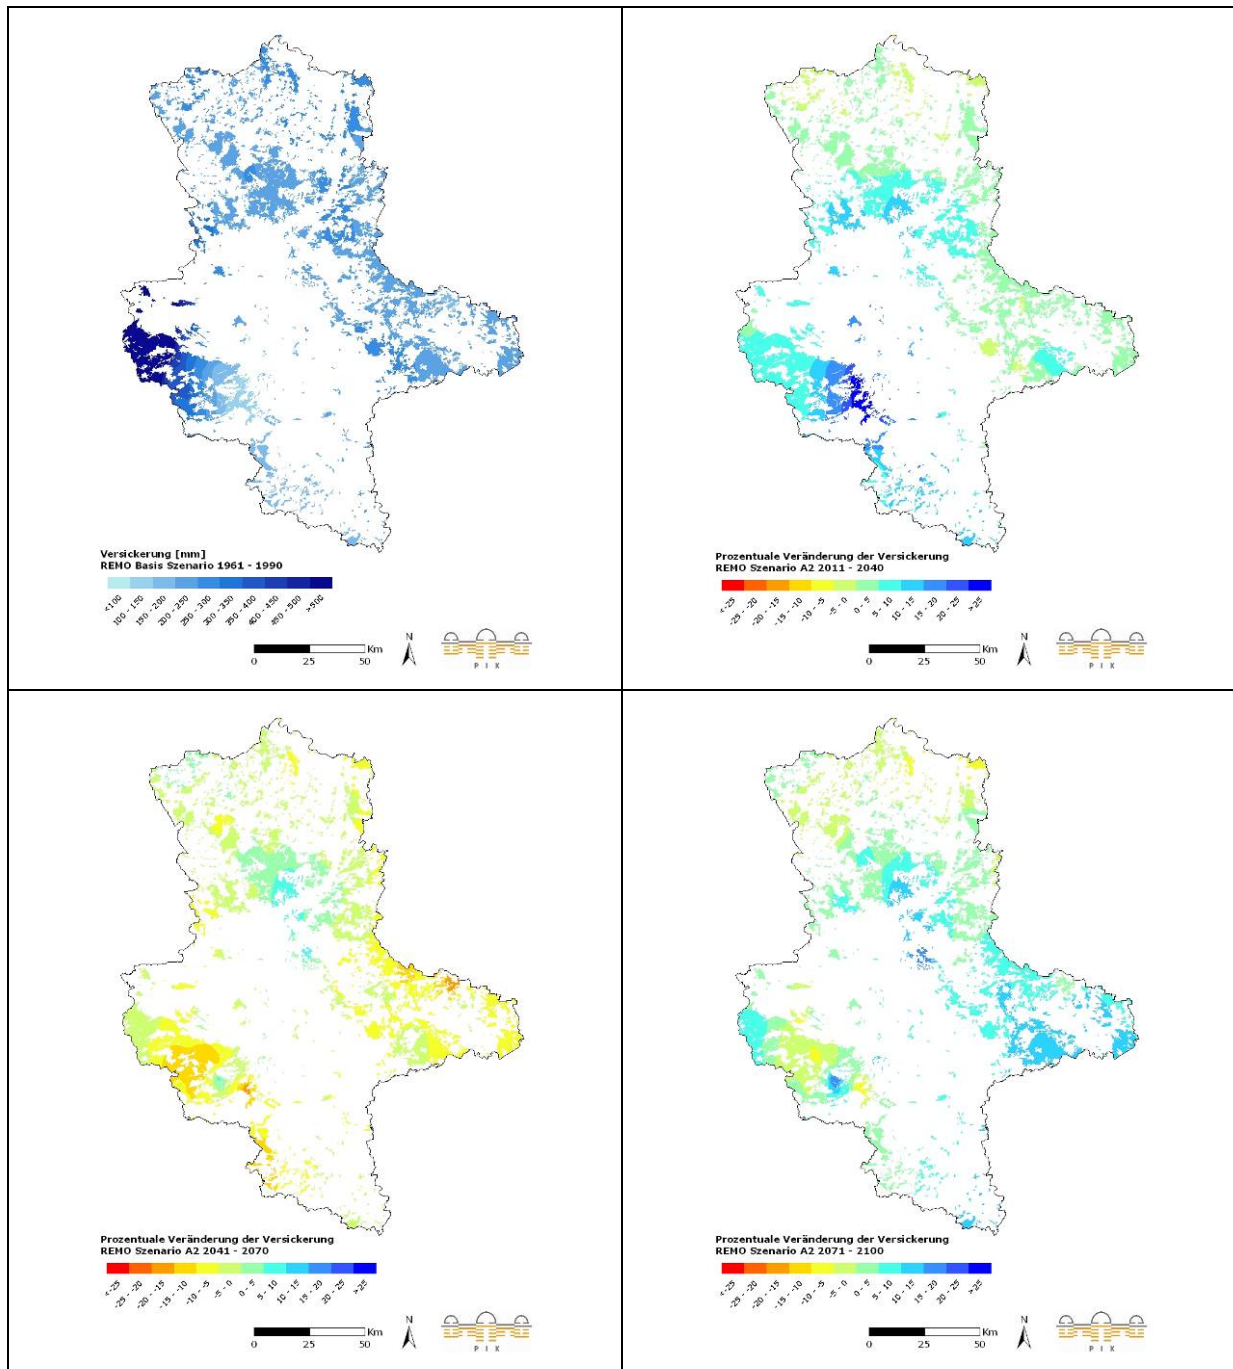 Versickerung [mm]
REMO Basis Szenario 1961 - 1990
<100
100 - 150
150 - 200
200 - 250
250 - 300
300 - 350
350 - 400
400 - 450
450 - 500
>500
0 25 50 Km
N
P I K
Prozentuale Veränderung der Versickerung
REMO Szenario A2 2011 - 2040
<-25
-25 - -20
-20 - -15
-15 - -10
-10 - -5
-5 - 0
0 - 5
5 - 10
10 - 15
15 - 20
20 - 25
>25
0 25 50 Km
N
P I K
Prozentuale Veränderung der Versickerung
REMO Szenario A2 2041 - 2070
<-25
-25 - -20
-20 - -15
-15 - -10
-10 - -5
-5 - 0
0 - 5
5 - 10
10 - 15
15 - 20
20 - 25
>25
0 25 50 Km
N
P I K
Prozentuale Veränderung der Versickerung
REMO Szenario A2 2071 - 2100
<-25
-25 - -20
-20 - -15
-15 - -10
-10 - -5
-5 - 0
0 - 5
5 - 10
10 - 15
15 - 20
20 - 25
>25
0 25 50 Km
N
P I K